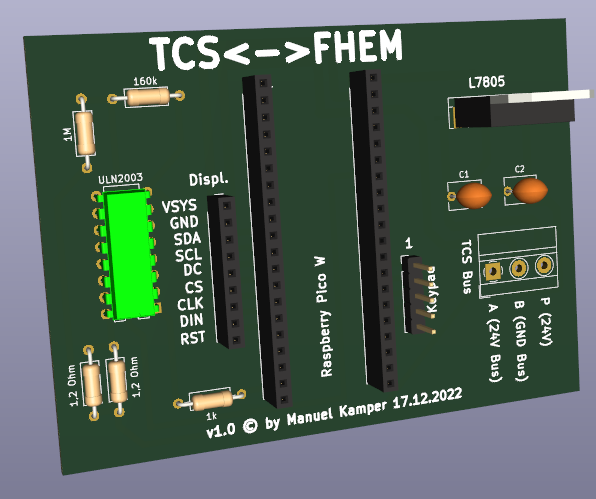 TCS<->FHEM
160k
L7805
1M
ULN2003
Displ.
C1
C2
VSYS
GND
SDA
SCL
DC
CS
CLK
DIN
RST
1
Keypad
Raspberry Pico W
TCS Bus
A (24V Bus)
B (GND Bus)
P (24V)
1,2 Ohm
1,2 Ohm
1k
v1.0 © by Manuel Kamper 17.12.2022